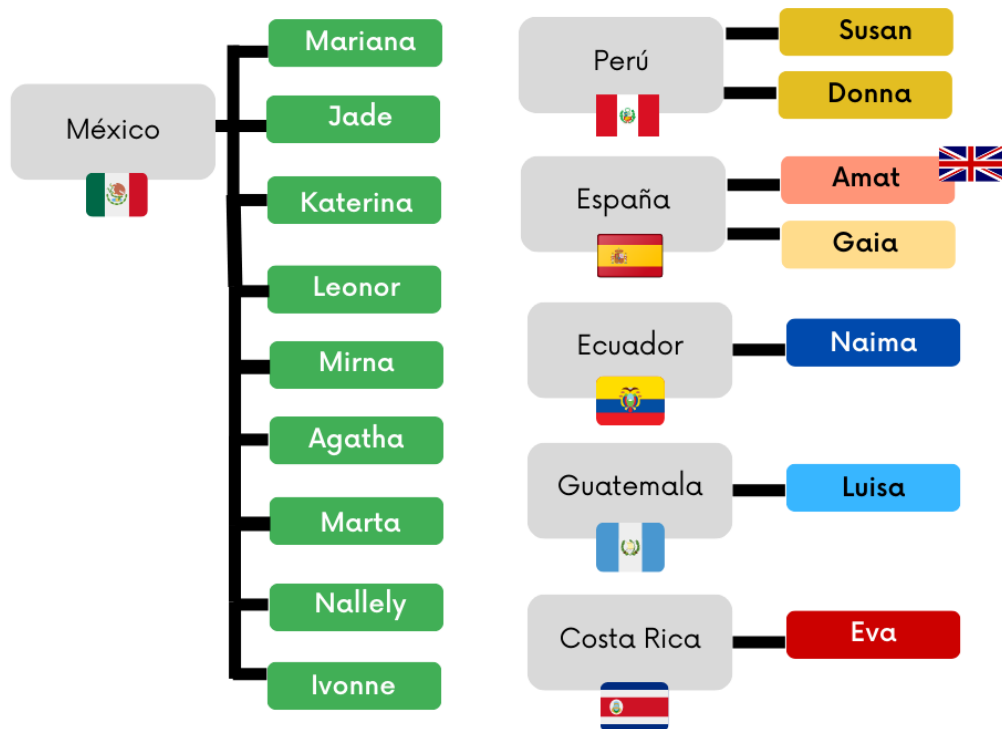 México
Mariana
Jade
Katerina
Leonor
Mirna
Agatha
Marta
Nallely
Ivonne
Perú
Susan
Donna
España
Amat
Gaia
Ecuador
Naima
Guatemala
Luisa
Costa Rica
Eva